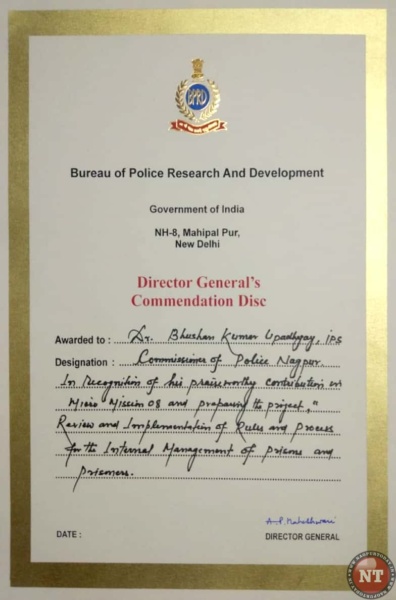 BPRD
Bureau of Police Research And Development
Government of India
NH-8, Mahipal Pur,
New Delhi
Director General's
Commendation Disc
Awarded to : Dr. Bhushan Kumar Upadhyay, IPS
Designation : Commissioner of Police Nagpur.
In recognition of his praiseworthy contribution in
Micro Mission 08 and preparing the project, "
Review and Implementation of Rules and Process
for the Internal Management of prisons and
prisoners.
A.P. Maheshwari
DATE :
DIRECTOR GENERAL
NT